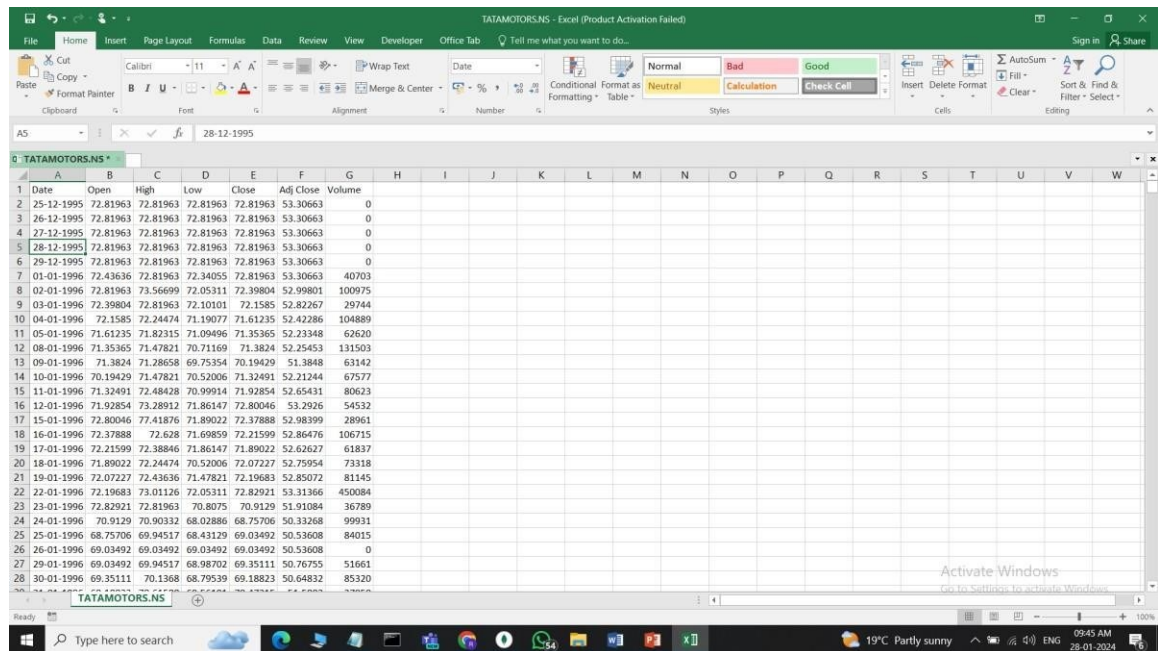 TATAMOTORS.NS - Excel (Product Activation Failed)
File Home Insert Page Layout Formulas Data Review View Developer Office Tab Tell me what you want to do... Sign in Share
Cut
Copy
Format Painter
Paste
Calibri 11
B I U
Wrap Text
Merge & Center
Date
Conditional Formatting
Format as Table
Normal Bad Good
Neutral Calculation Check Cell
Insert Delete Format
AutoSum
Fill
Clear
Sort & Filter
Find & Select
Clipboard Font Alignment Number Styles Cells Editing
A5 fx 28-12-1995
TATAMOTORS.NS *
A B C D E F G H I J K L M N O P Q R S T U V W
1 Date Open High Low Close Adj Close Volume
2 25-12-1995 72.81963 72.81963 72.81963 72.81963 53.30663 0
3 26-12-1995 72.81963 72.81963 72.81963 72.81963 53.30663 0
4 27-12-1995 72.81963 72.81963 72.81963 72.81963 53.30663 0
5 28-12-1995 72.81963 72.81963 72.81963 72.81963 53.30663 0
6 29-12-1995 72.81963 72.81963 72.81963 72.81963 53.30663 0
7 01-01-1996 72.43636 72.81963 72.34055 72.81963 53.30663 40703
8 02-01-1996 72.81963 73.56699 72.05311 72.39804 52.99801 100975
9 03-01-1996 72.39804 72.81963 72.10101 72.1585 52.82267 29744
10 04-01-1996 72.1585 72.24474 71.19077 71.61235 52.42286 104889
11 05-01-1996 71.61235 71.82315 71.09496 71.35365 52.23348 62620
12 08-01-1996 71.35365 71.47821 70.71169 71.3824 52.25453 131503
13 09-01-1996 71.3824 71.28658 69.75354 70.19429 51.3848 63142
14 10-01-1996 70.19429 71.47821 70.52006 71.32491 52.21244 67577
15 11-01-1996 71.32491 72.48428 70.99914 71.92854 52.65431 80623
16 12-01-1996 71.92854 73.28912 71.86147 72.80046 53.2926 54532
17 15-01-1996 72.80046 77.41876 71.89022 72.37888 52.98399 28961
18 16-01-1996 72.37888 72.628 71.69859 72.21599 52.86476 106715
19 17-01-1996 72.21599 72.38846 71.86147 71.89022 52.62627 61837
20 18-01-1996 71.89022 72.24474 70.52006 72.07227 52.75954 73318
21 19-01-1996 72.07227 72.43636 71.47821 72.19683 52.85072 81145
22 22-01-1996 72.19683 73.01126 72.05311 72.82921 53.31366 450084
23 23-01-1996 72.82921 72.81963 70.8075 70.9129 51.91084 36789
24 24-01-1996 70.9129 70.90332 68.02886 68.75706 50.33268 99931
25 25-01-1996 68.75706 69.94517 68.43129 69.03492 50.53608 84015
26 26-01-1996 69.03492 69.03492 69.03492 69.03492 50.53608 0
27 29-01-1996 69.03492 69.94517 68.98702 69.35111 50.76755 51661
28 30-01-1996 69.35111 70.1368 68.79539 69.18823 50.64832 85320
Activate Windows
Go to Settings to activate Windows.
TATAMOTORS.NS
Ready 100%
Type here to search 54 19°C Partly sunny ENG 09:45 AM
28-01-2024 6